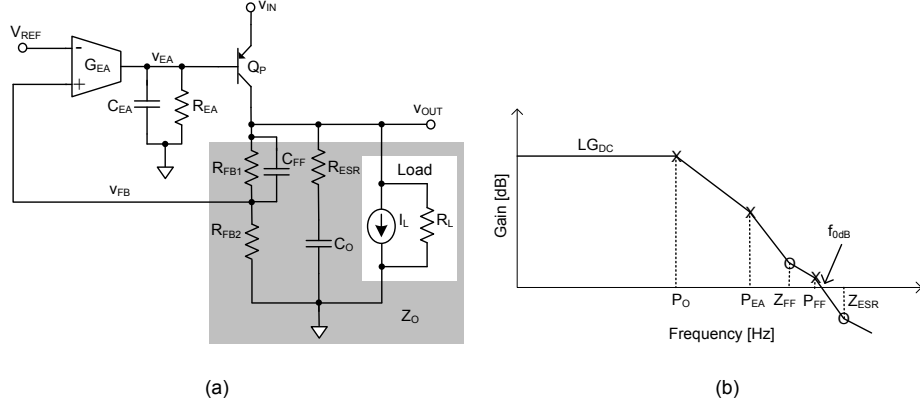 VIN
VREF
-
+
GEA
vEA
QP
CEA
REA
vOUT
RFB1
CFF
RESR
Load
vFB
IL
RL
RFB2
CO
ZO
(a)
Gain [dB]
LGDC
f0dB
PO
PEA
ZFF
PFF
ZESR
Frequency [Hz]
(b)